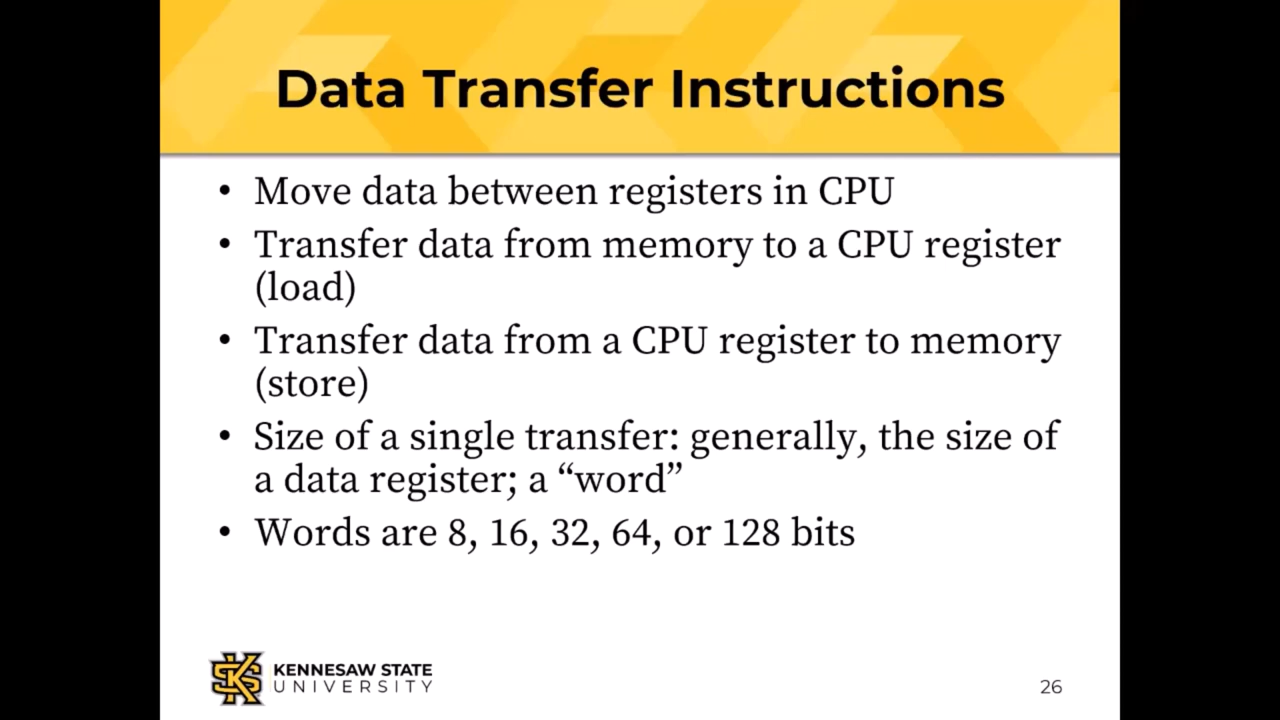 Data Transfer Instructions
• Move data between registers in CPU
• Transfer data from memory to a CPU register
(load)
• Transfer data from a CPU register to memory
(store)
• Size of a single transfer: generally, the size of
a data register; a “word”
• Words are 8, 16, 32, 64, or 128 bits
KENNESAW STATE
UNIVERSITY
26